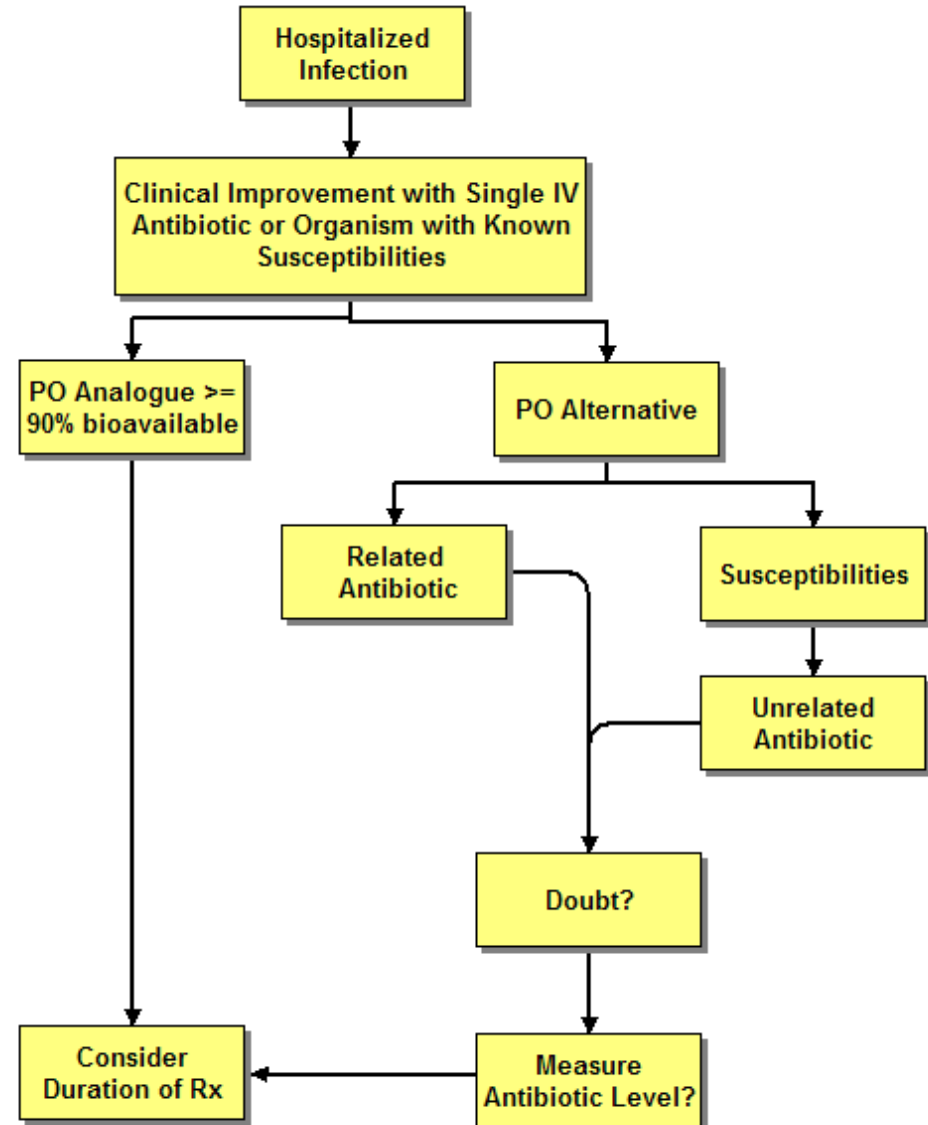 Hospitalized
Infection
Clinical Improvement with Single IV
Antibiotic or Organism with Known
Susceptibilities
PO Analogue >=
90% bioavailable
PO Alternative
Related
Antibiotic
Susceptibilities
Unrelated
Antibiotic
Doubt?
Consider
Duration of Rx
Measure
Antibiotic Level?